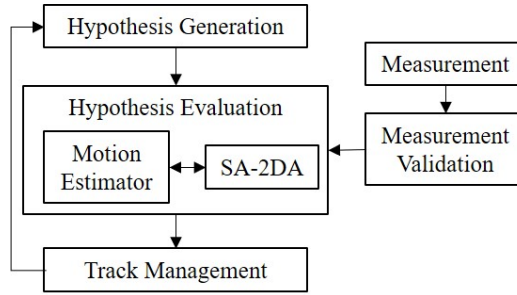 Hypothesis Generation
Measurement
Hypothesis Evaluation
Motion
Estimator
SA-2DA
Measurement
Validation
Track Management